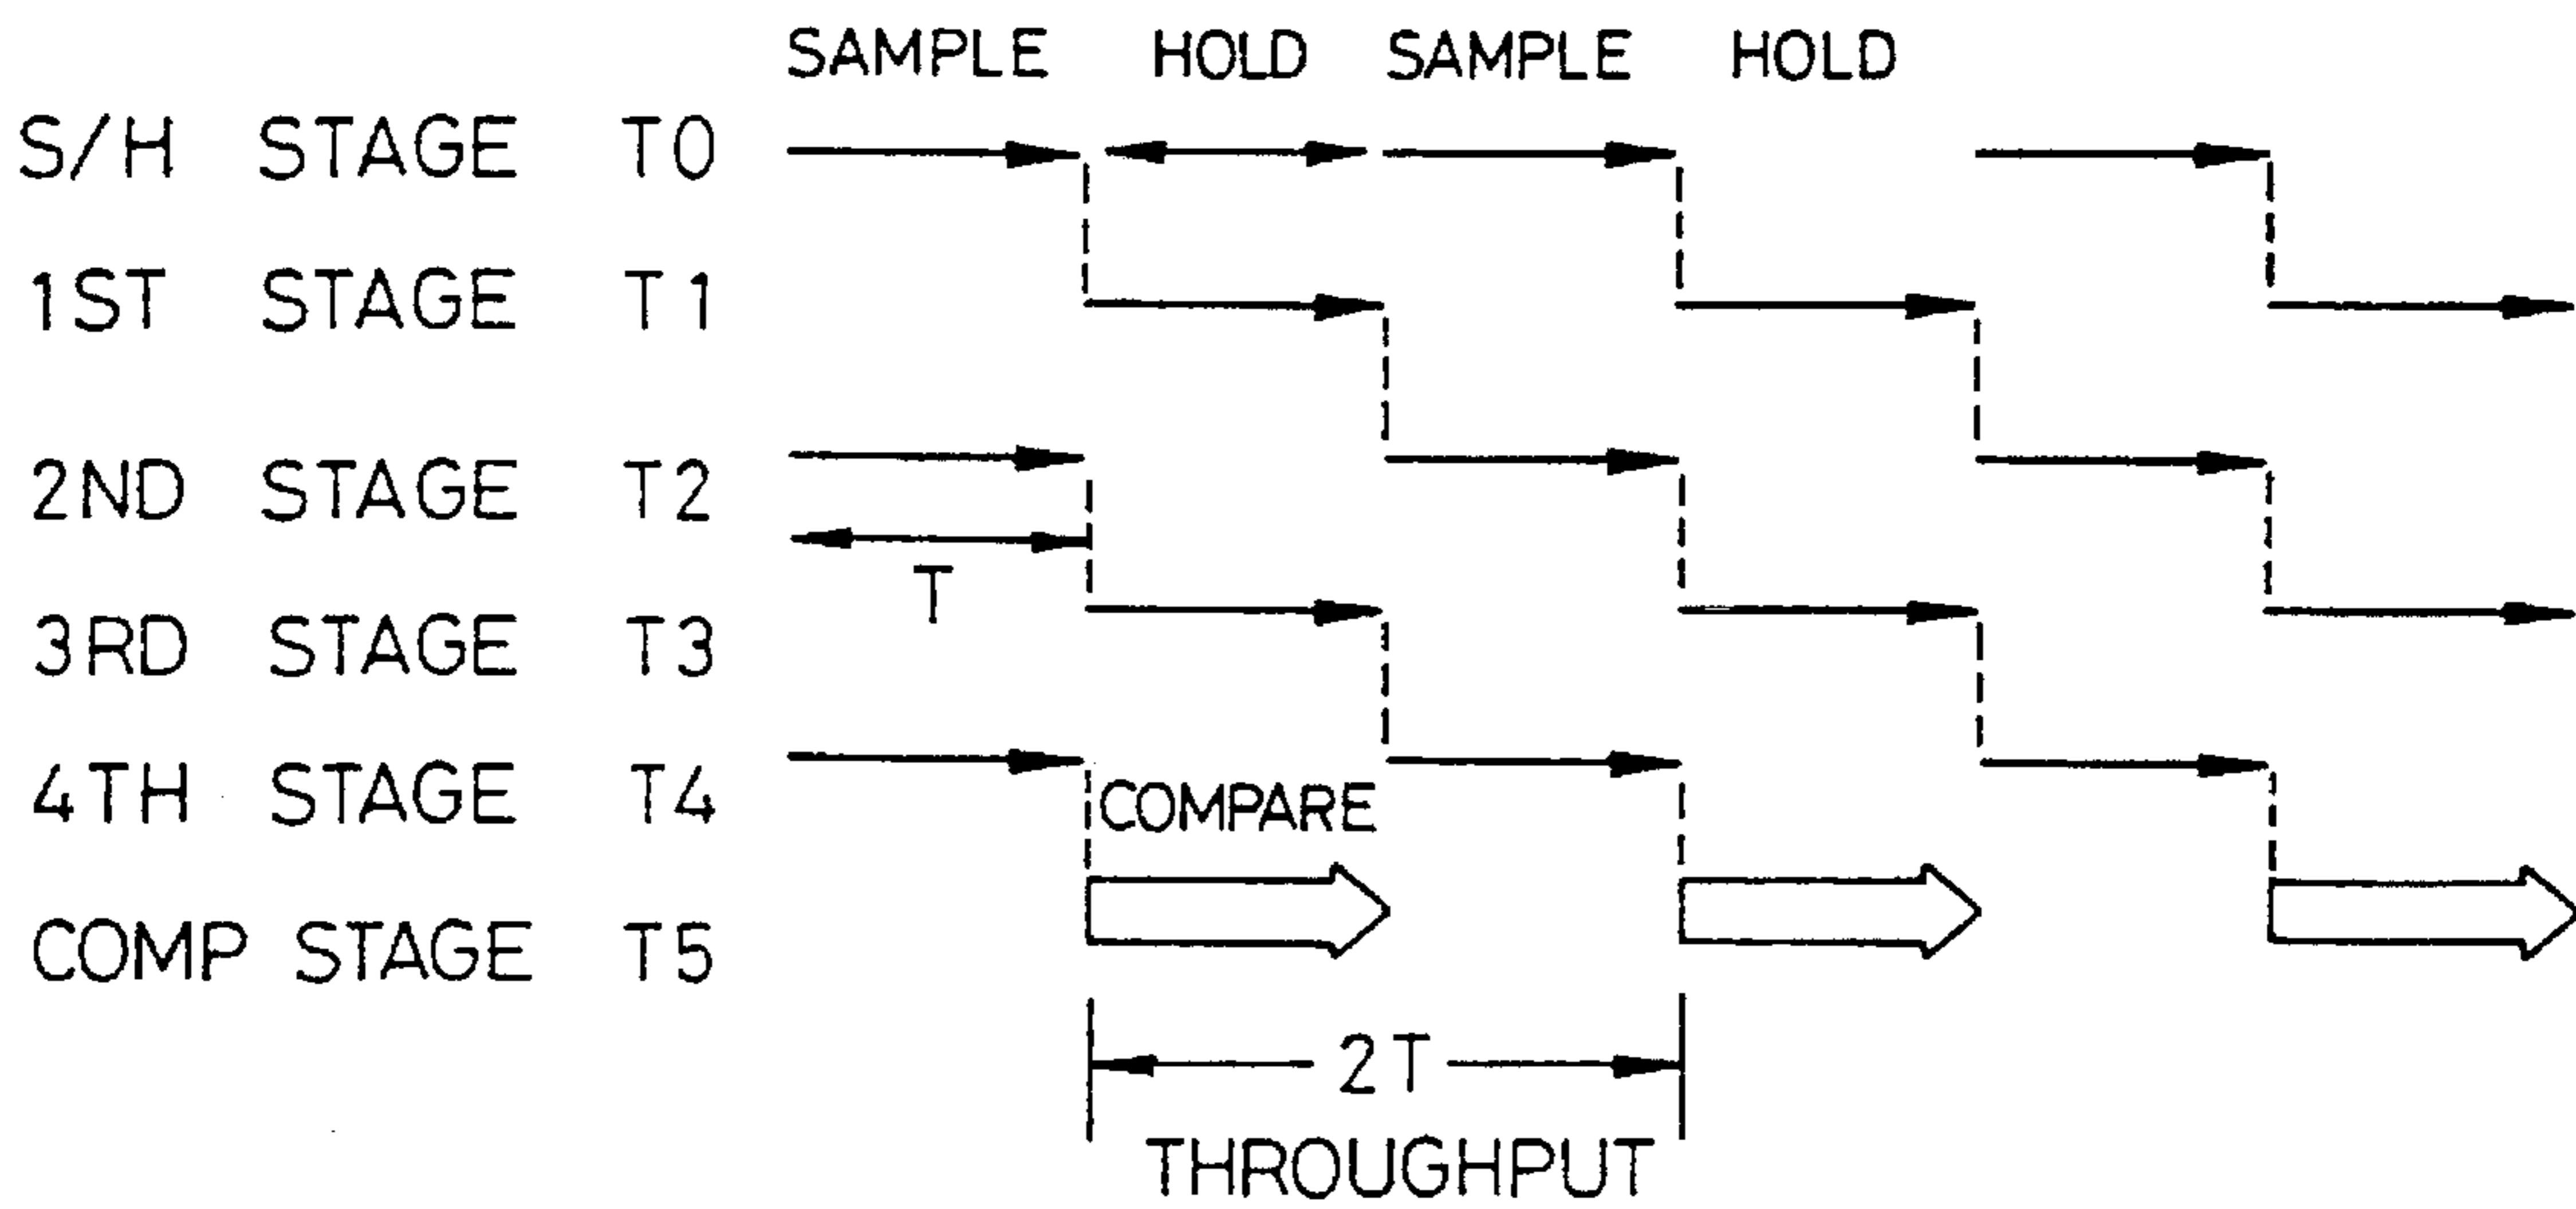 SAMPLE HOLD SAMPLE HOLD
S/H STAGE T0
1ST STAGE T1
2ND STAGE T2
T
3RD STAGE T3
4TH STAGE T4
COMPARE
COMP STAGE T5
2T
THROUGHPUT